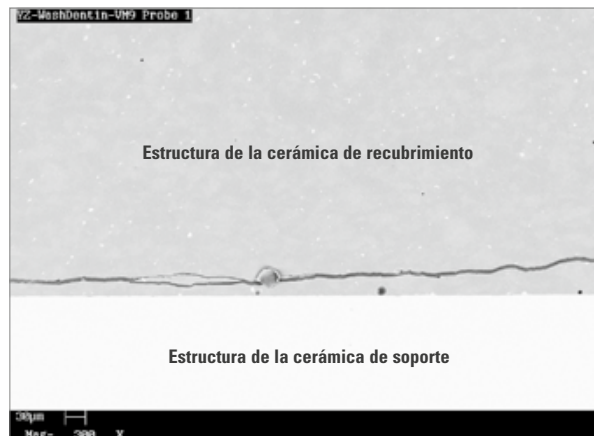 YZ-WashDentin-VM9 Probe 1
Estructura de la cerámica de recubrimiento
Estructura de la cerámica de soporte
30µm
Mag- 300 X